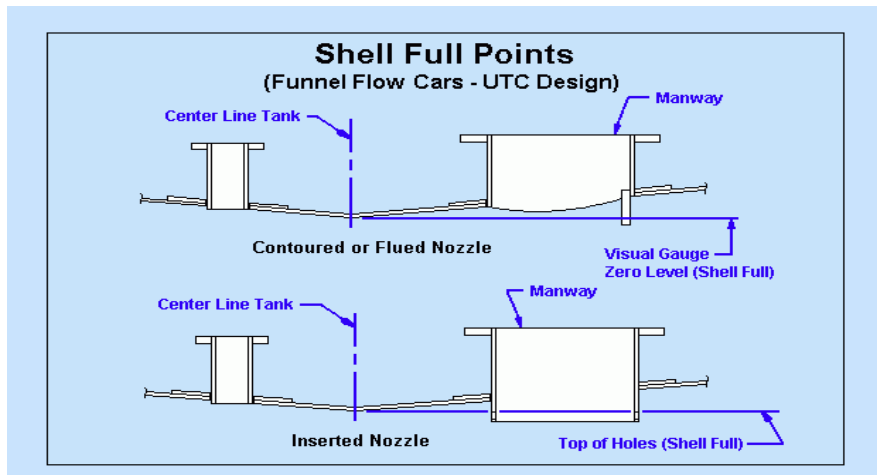 Shell Full Points
(Funnel Flow Cars - UTC Design)
Manway
Center Line Tank
Contoured or Flued Nozzle
Visual Gauge
Zero Level (Shell Full)
Manway
Center Line Tank
Inserted Nozzle
Top of Holes (Shell Full)